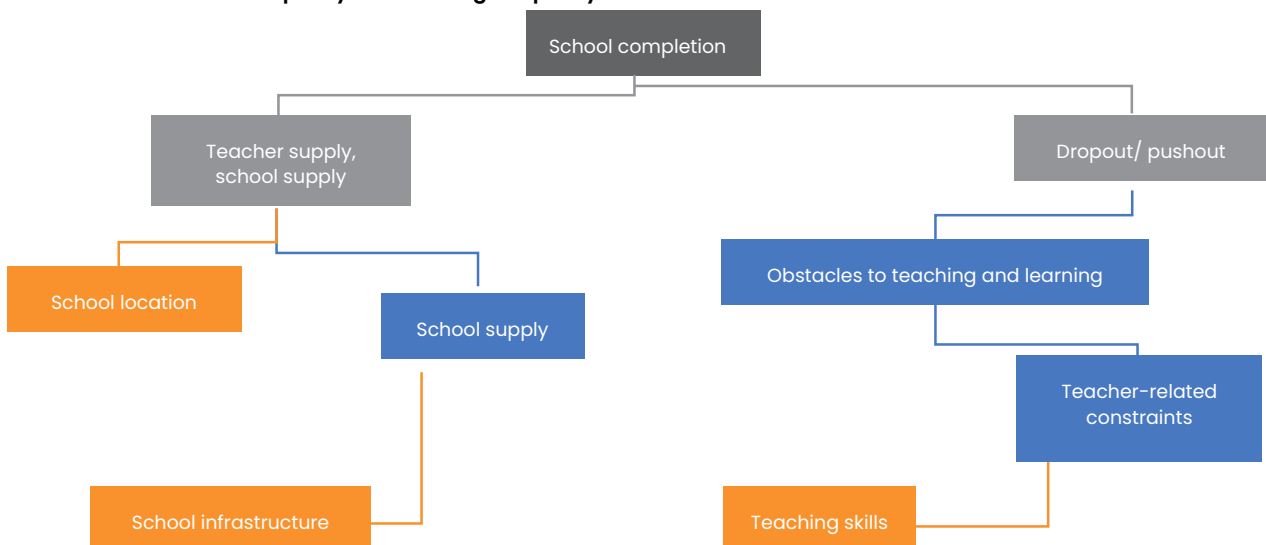 School completion
Teacher supply,
school supply
Dropout/ pushout
Obstacles to teaching and learning
School location
School supply
Teacher-related
constraints
School infrastructure
Teaching skills